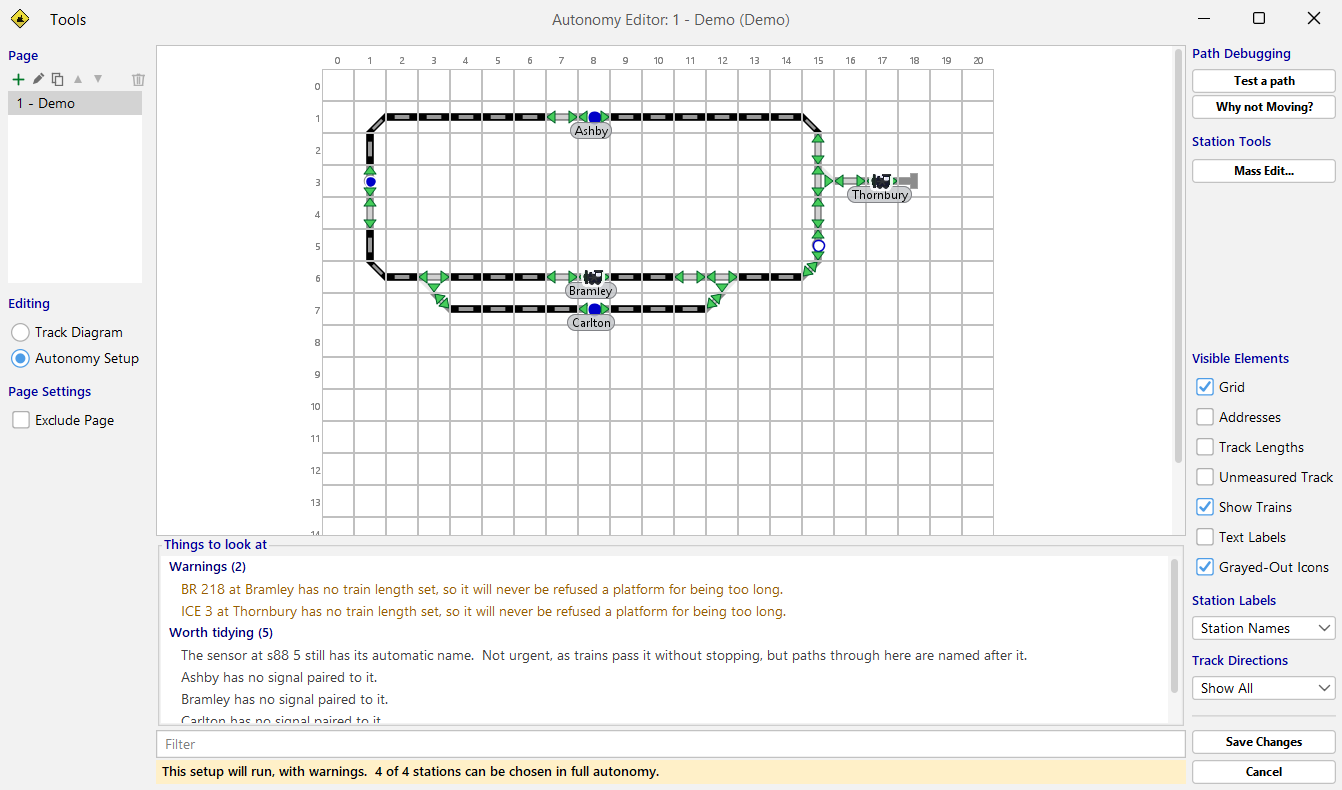 Tools
Autonomy Editor: 1 - Demo (Demo)
Page
1 - Demo
Editing
Track Diagram
Autonomy Setup
Page Settings
Exclude Page
0 1 2 3 4 5 6 7 8 9 10 11 12 13 14 15 16 17 18 19 20
0
1
2
3
4
5
6
7
8
9
10
11
12
13
14
Ashby
Thornbury
Bramley
Carlton
Things to look at
Warnings (2)
BR 218 at Bramley has no train length set, so it will never be refused a platform for being too long.
ICE 3 at Thornbury has no train length set, so it will never be refused a platform for being too long.
Worth tidying (5)
The sensor at s88 5 still has its automatic name.  Not urgent, as trains pass it without stopping, but paths through here are named after it.
Ashby has no signal paired to it.
Bramley has no signal paired to it.
Carlton has no signal paired to it.
Filter
This setup will run, with warnings.  4 of 4 stations can be chosen in full autonomy.
Path Debugging
Test a path
Why not Moving?
Station Tools
Mass Edit...
Visible Elements
Grid
Addresses
Track Lengths
Unmeasured Track
Show Trains
Text Labels
Grayed-Out Icons
Station Labels
Station Names
Track Directions
Show All
Save Changes
Cancel